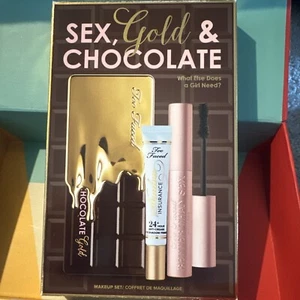 SEX, Gold &
CHOCOLATE
What Else Does
a Girl Need?
Too Faced
CHOCOLATE
Gold
Too
Faced
INSURANCE
24
MAKEUP SET/ COFFRET DE MAQUILLAGE